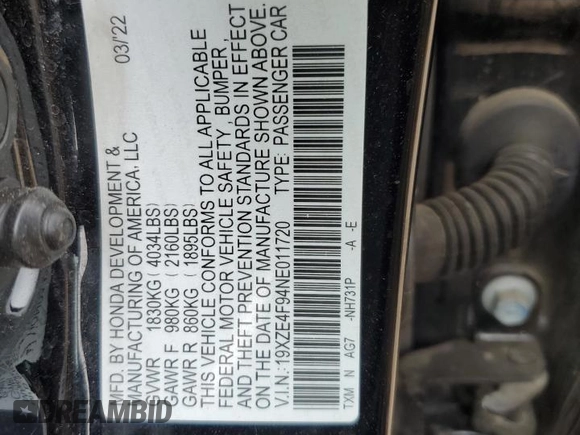 MFD. BY HONDA DEVELOPMENT & 03/'22
MANUFACTURING OF AMERICA, LLC
GVWR 1830KG (4034LBS)
GAWR F 980KG (2160LBS)
GAWR R 860KG (1895LBS)
THIS VEHICLE CONFORMS TO ALL APPLICABLE
FEDERAL MOTOR VEHICLE SAFETY, BUMPER,
AND THEFT PREVENTION STANDARDS IN EFFECT
ON THE DATE OF MANUFACTURE SHOWN ABOVE.
V.I.N.: 19XZE4F94NE011720 TYPE: PASSENGER CAR
TXM N AG7 -NH731P -A -E
DREAMBID